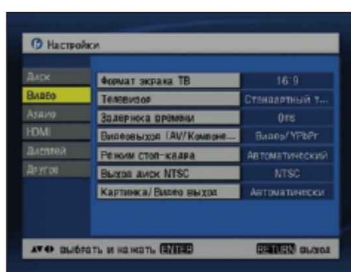 Настройки
Диск
Видео
Аудио
HDMI
Дисплей
Другое
Формат экрана ТВ 16:9
Телевизор Стандартный т...
Задержка времени 0ms
Видеовыход (AV/Компоне... Видео/YPbPr
Режим стоп-кадра Автоматический
Выход диск NTSC NTSC
Картинка/Видео выход Автоматически
выбрать и нажать ENTER RETURN выход